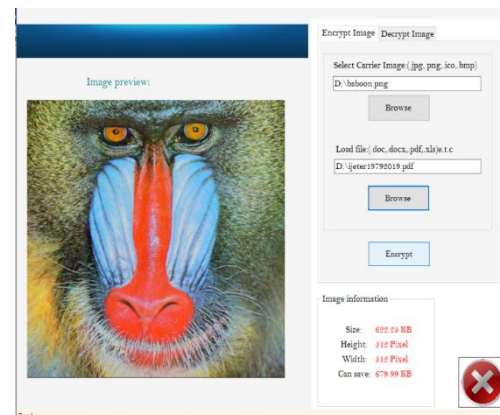 Encrypt Image Decrypt Image
Image preview:
Select Carrier Image:(.jpg, png,.ico, bmp)
D:\baboon.png
Browse
Load file:(.doc,.docx,.pdf,.xls)e.t.c
D:\ijeter19792019.pdf
Browse
Encrypt
Image information
Size: 622.25 KB
Height: 512 Pixel
Width: 512 Pixel
Can save: 679.99 KB